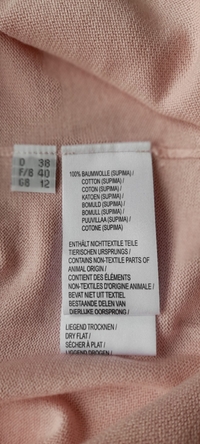 D 38
F/B 40
GB 12
100% BAUMWOLLE (SUPIMA) /
COTTON (SUPIMA) /
COTON (SUPIMA) /
KATOEN (SUPIMA) /
BOMULD (SUPIMA) /
BOMULL (SUPIMA) /
PUUVILLAA (SUPIMA) /
COTONE (SUPIMA) /
ENTHÄLT NICHTTEXTILE TEILE
TIERISCHEN URSPRUNGS /
CONTAINS NON-TEXTILE PARTS OF
ANIMAL ORIGIN /
CONTIENT DES ÉLÉMENTS
NON-TEXTILES D'ORIGINE ANIMALE /
BEVAT NIET UIT TEXTIEL
BESTAANDE DELEN VAN
DIERLIJKE OORSPRONG /
LIEGEND TROCKNEN /
DRY FLAT /
SÉCHER À PLAT /
LIGGEND DROGEN /